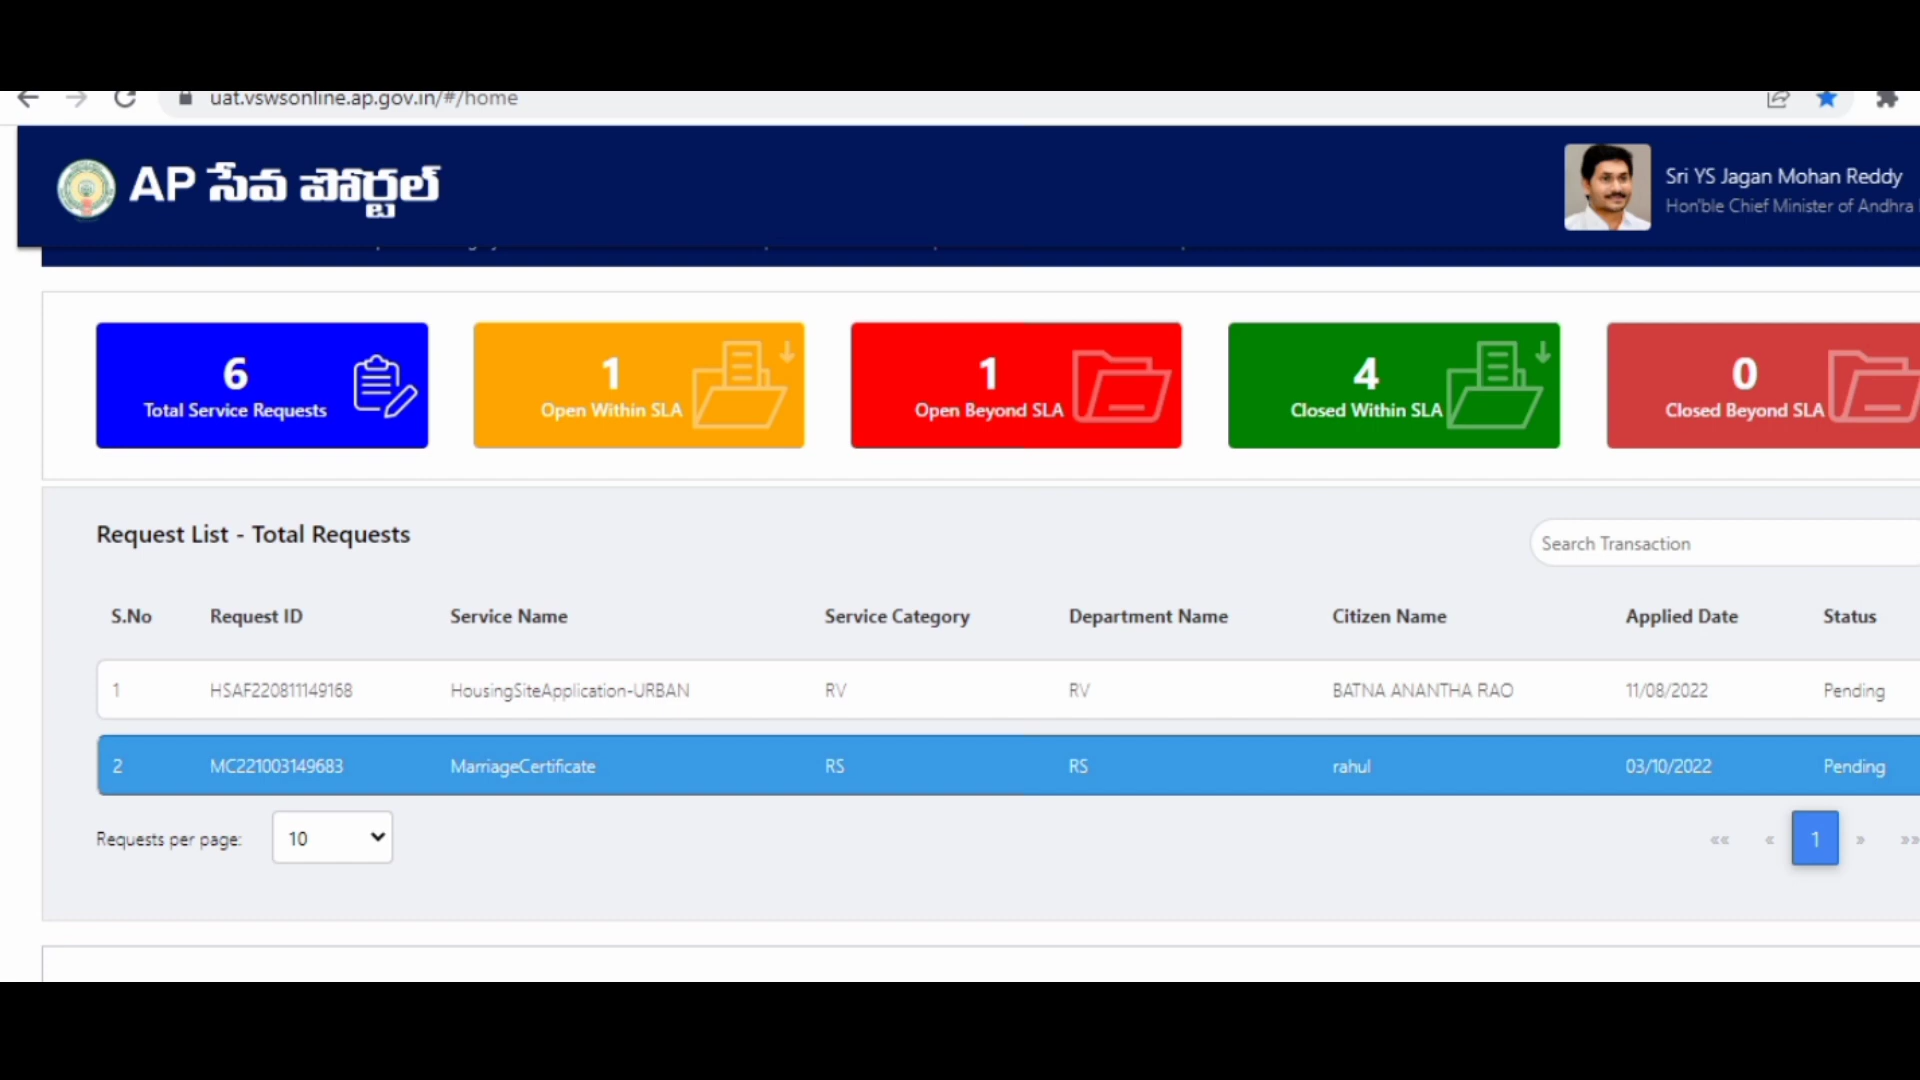 uat.vswsonline.ap.gov.in/#/home
AP సేవ పోర్టల్
Sri YS Jagan Mohan Reddy
Hon'ble Chief Minister of Andhra
6
Total Service Requests
1
Open Within SLA
1
Open Beyond SLA
4
Closed Within SLA
0
Closed Beyond SLA
Request List - Total Requests
Search Transaction
S.No Request ID Service Name Service Category Department Name Citizen Name Applied Date Status
1 HSAF220811149168 HousingSiteApplication-URBAN RV RV BATNA ANANTHA RAO 11/08/2022 Pending
2 MC221003149683 MarriageCertificate RS RS rahul 03/10/2022 Pending
Requests per page: 10
«« « 1 » »»